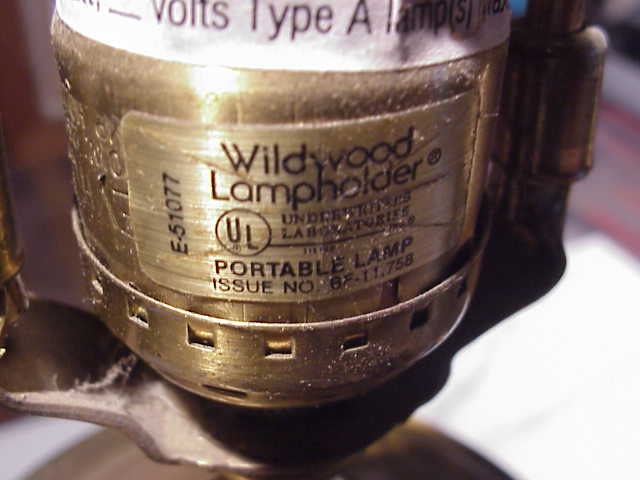 Volts Type A lamp(s)
Wildwood
Lampholder®
E-51077
UL®
UNDERWRITERS
LABORATORIES
PORTABLE LAMP
ISSUE NO.